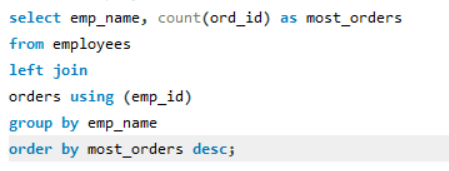 select emp_name, count(ord_id) as most_orders
from employees
left join
orders using (emp_id)
group by emp_name
order by most_orders desc;